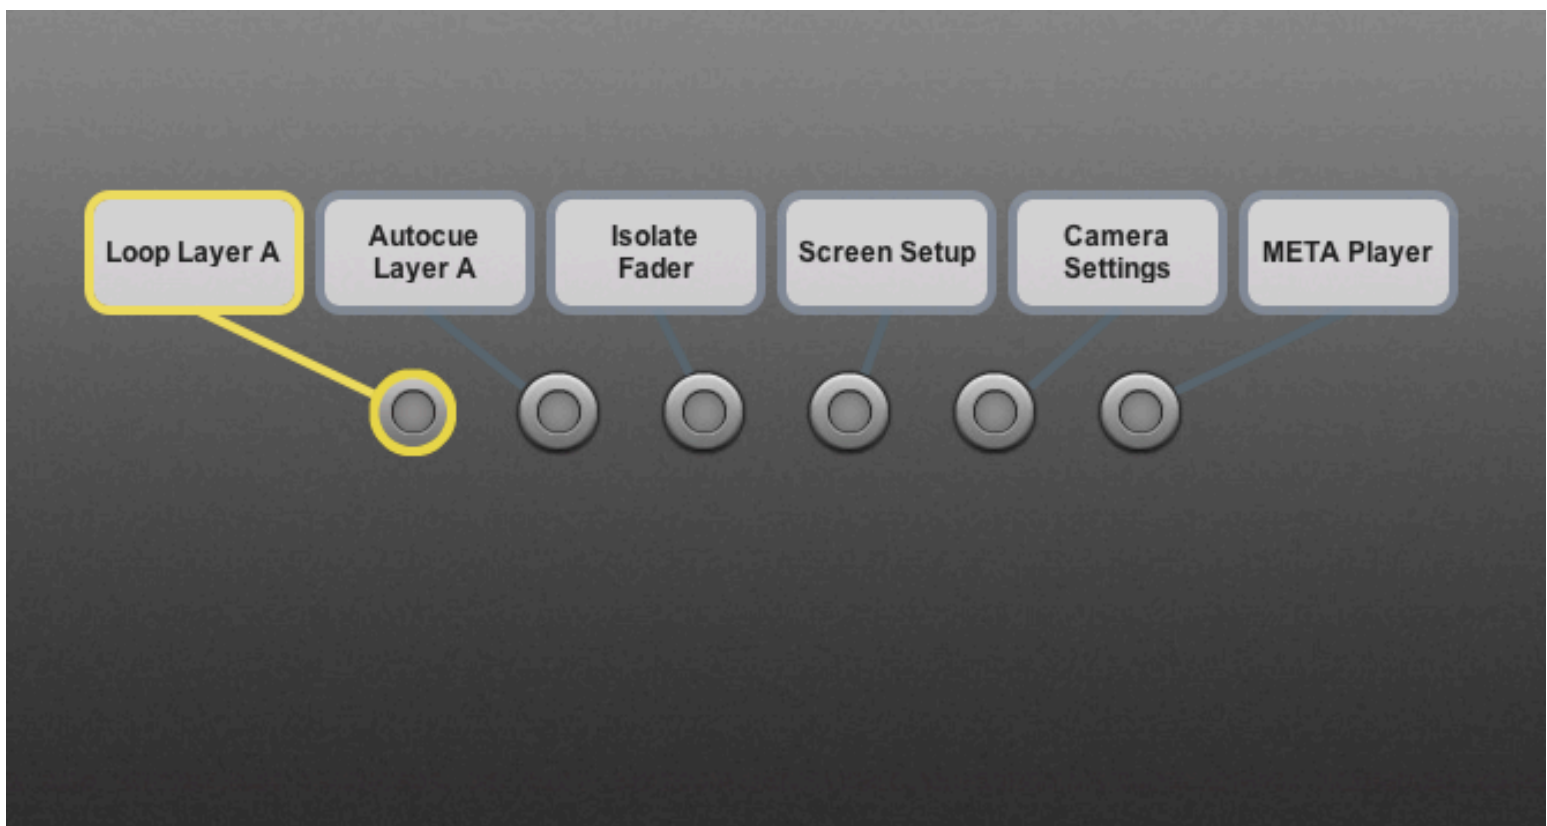 Loop Layer A
Autocue
Layer A
Isolate
Fader
Screen Setup
Camera
Settings
META Player